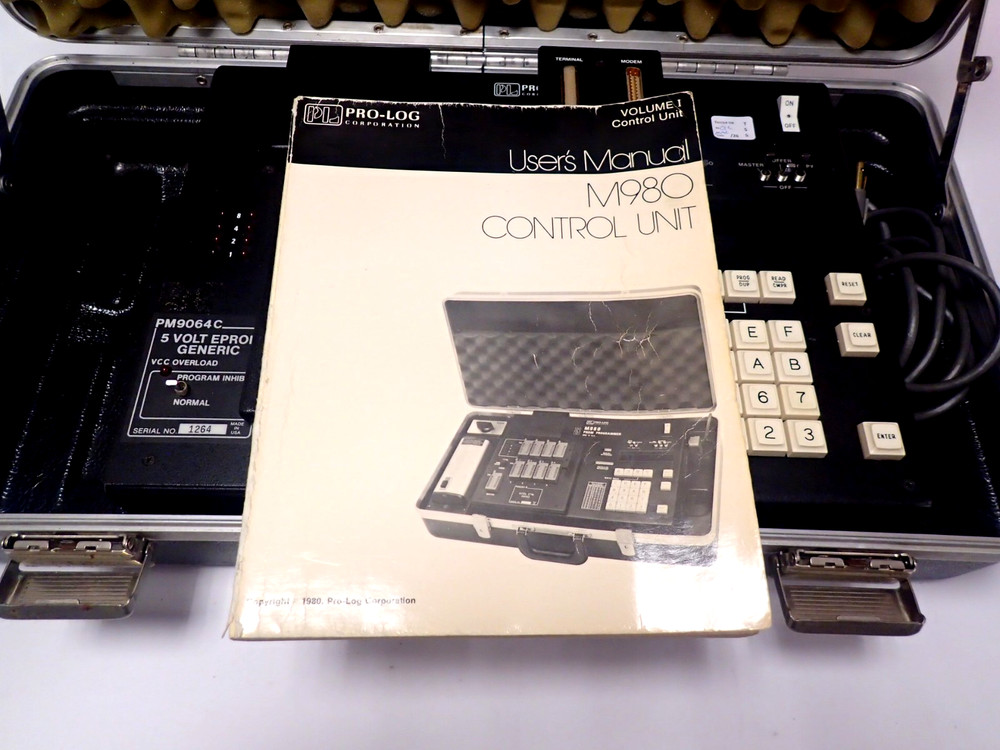 TERMINAL
MODEM
ON
OFF
PL
PRO-LOG
CORPORATION
VOLUME I
Control Unit
User's Manual
M980
CONTROL UNIT
MASTER
OFF
8
4
2
1
PROG
DUP
READ
CMPR
RESET
PM9064C
5 VOLT EPRO
GENERIC
VCC OVERLOAD
PROGRAM INHIB
NORMAL
SERIAL NO. 1264
MADE
IN
USA
E F
CLEAR
A B
6 7
2 3
ENTER
M980
1980, Pro-Log Corporation